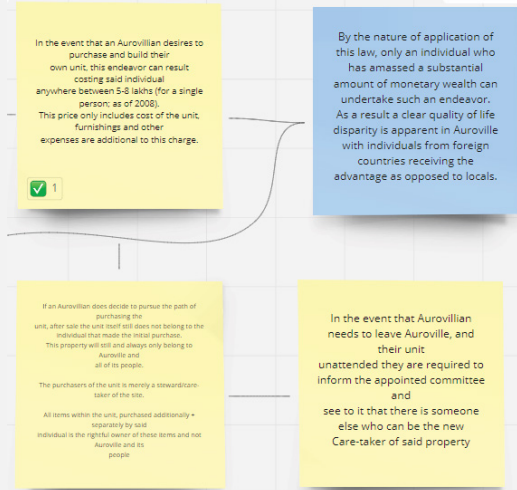 In the event that an Aurovillian desires to
purchase and build their
own unit, this endeavor can result
costing said individual
anywhere between 5-8 lakhs (for a single
person; as of 2008).
This price only includes cost of the unit,
furnishings and other
expenses are additional to this charge.
1
By the nature of application of
this law, only an individual who
has amassed a substantial
amount of monetary wealth can
undertake such an endeavor.
As a result a clear quality of life
disparity is apparent in Auroville
with individuals from foreign
countries receiving the
advantage as opposed to locals.
If an Aurovillian does decide to pursue the path of
purchasing the
unit, after sale the unit itself still does not belong to the
individual that made the initial purchase.
This property will still and always only belong to
Auroville and
all of its people.
The purchasers of the unit is merely a steward/care-
taker of the site.
All items within the unit, purchased additionally +
separately by said
individual is the rightful owner of these items and not
Auroville and its
people
In the event that Aurovillian
needs to leave Auroville, and
their unit
unattended they are required to
inform the appointed committee
and
see to it that there is someone
else who can be the new
Care-taker of said property